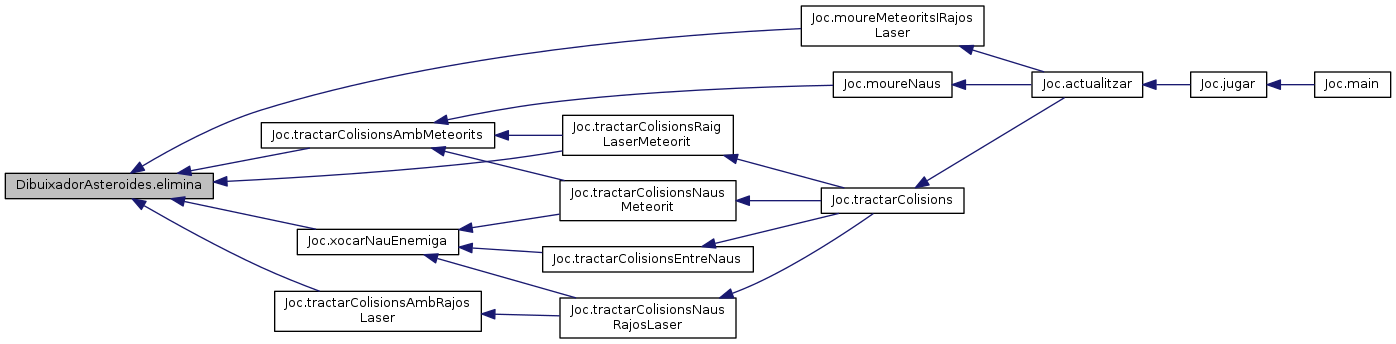 Joc.moureMeteoritsIRajos
Laser
Joc.moureNaus
Joc.actualitzar
Joc.jugar
Joc.main
Joc.tractarColisionsAmbMeteorits
Joc.tractarColisionsRaig
LaserMeteorit
DibuixadorAsteroides.elimina
Joc.tractarColisionsNaus
Meteorit
Joc.tractarColisions
Joc.xocarNauEnemiga
Joc.tractarColisionsEntreNaus
Joc.tractarColisionsAmbRajos
Laser
Joc.tractarColisionsNaus
RajosLaser